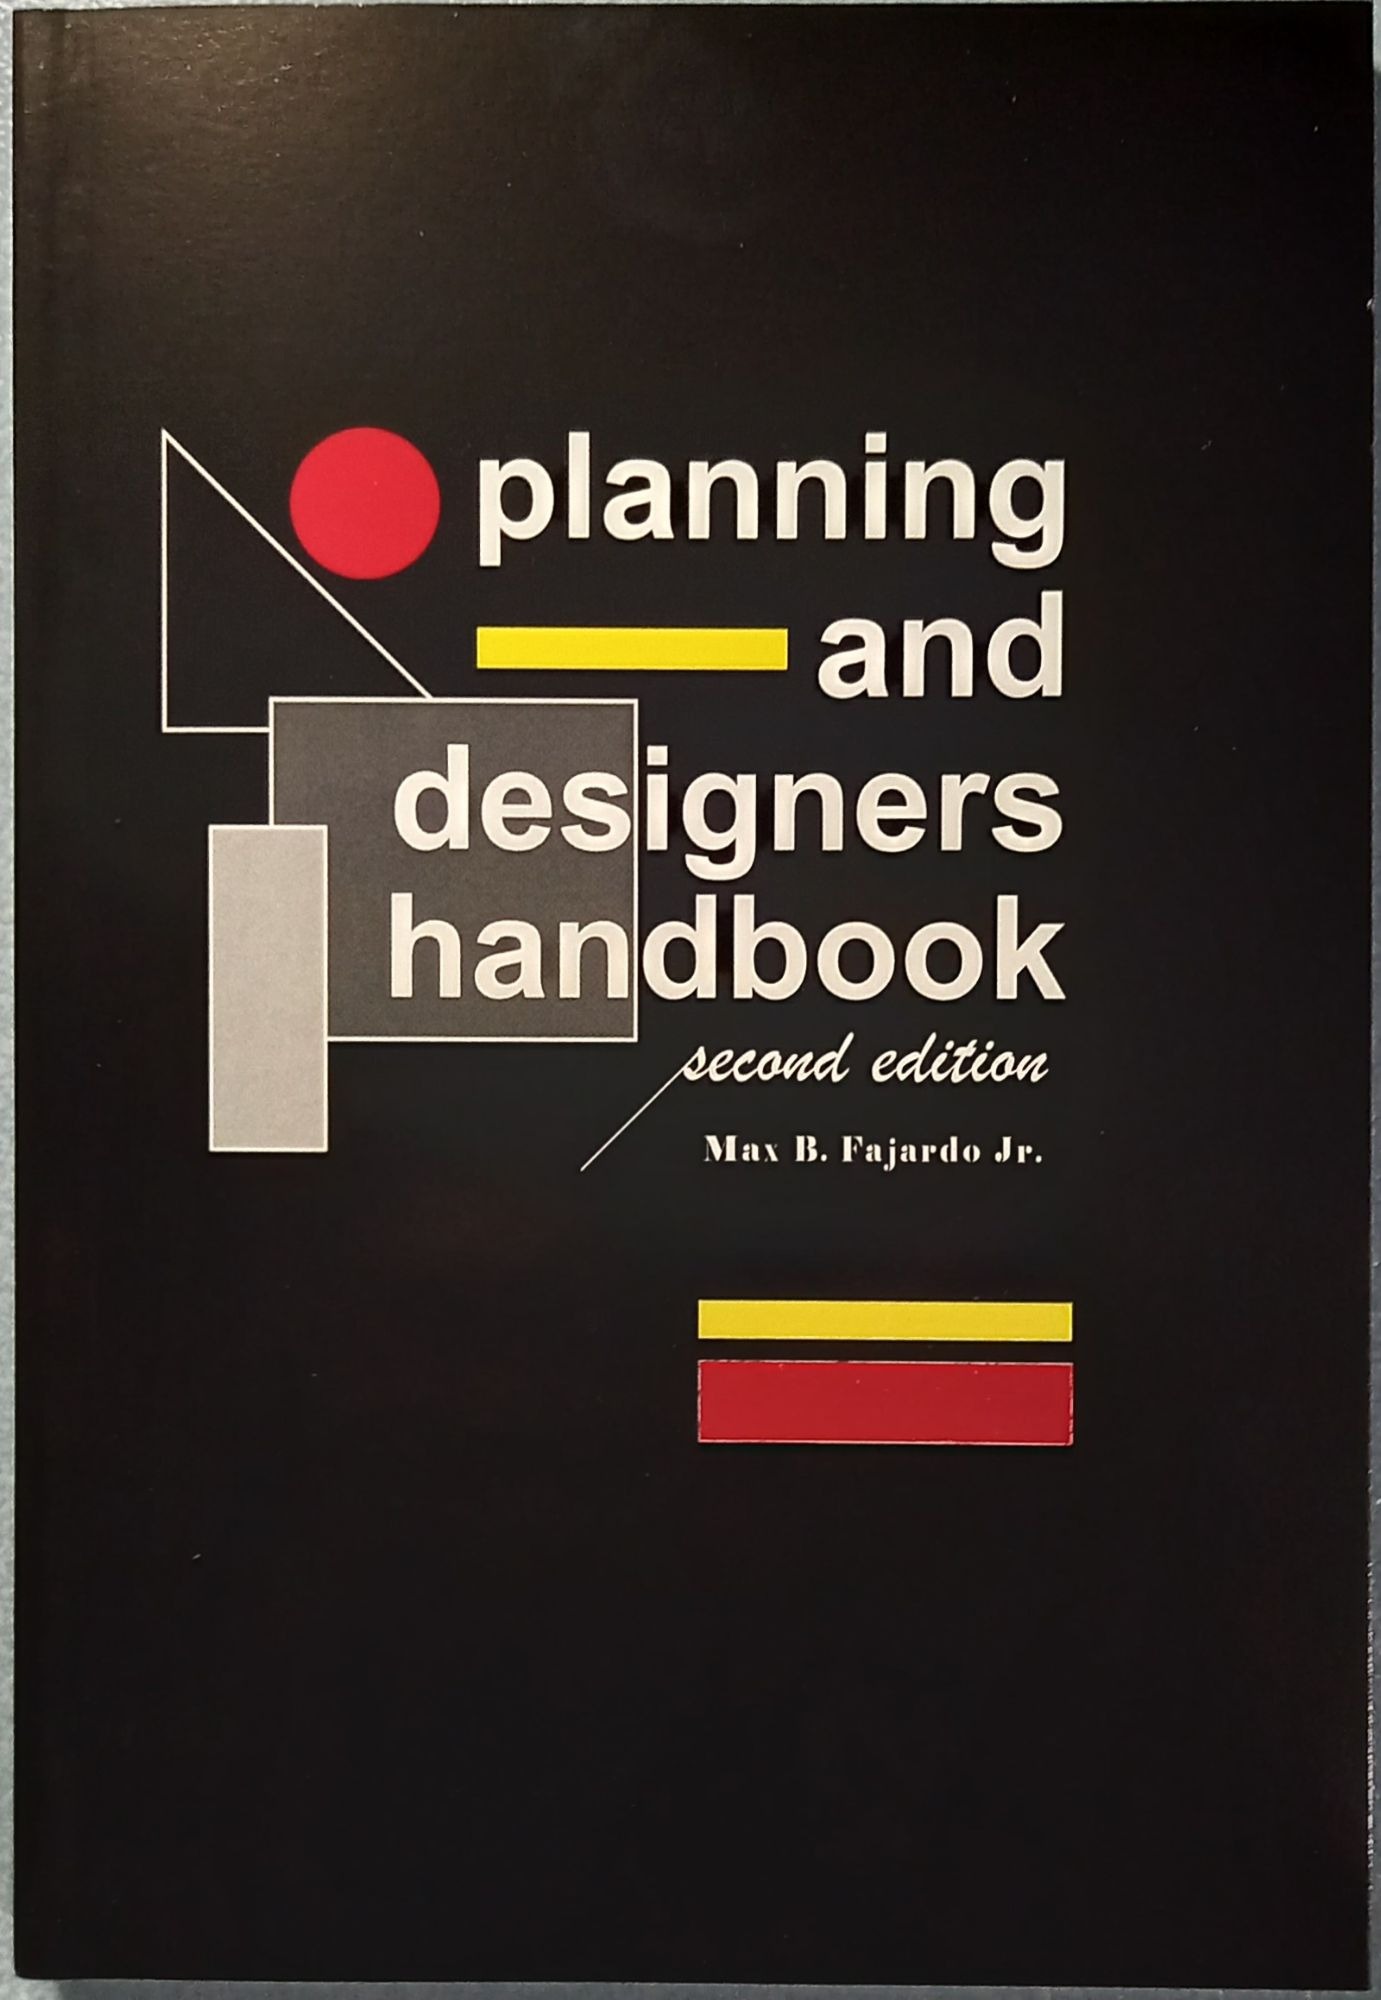 planning
and
designers
handbook
second edition
Max B. Fajardo Jr.